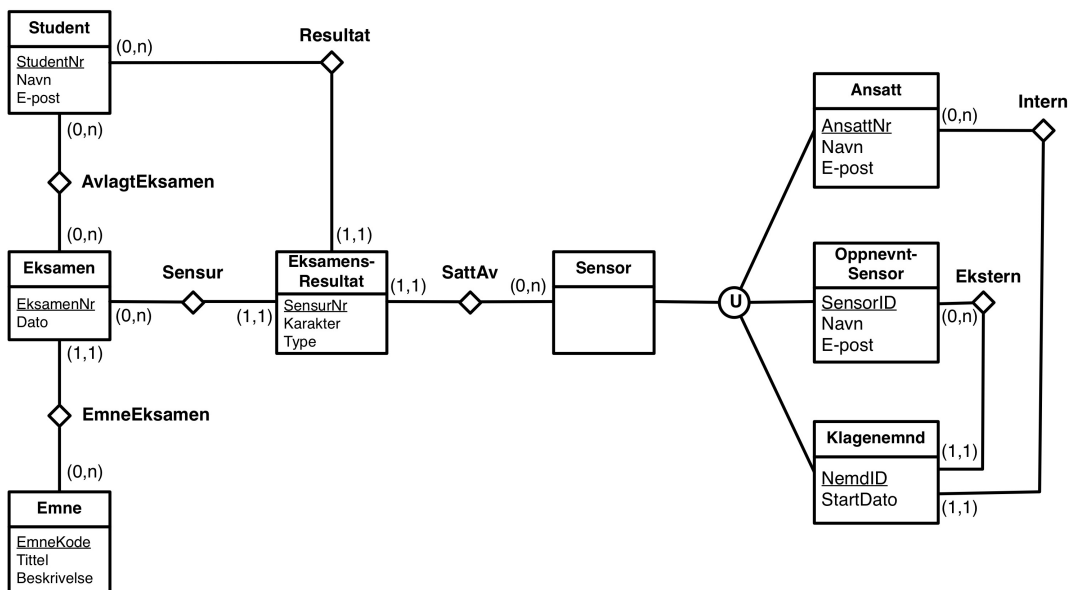 Student
StudentNr
Navn
E-post
(0,n)
Resultat
(0,n)
AvlagtEksamen
(0,n)
(1,1)
Eksamen
EksamenNr
Dato
(0,n)
Sensur
(1,1)
Eksamens-
Resultat
SensurNr
Karakter
Type
(1,1)
SattAv
(0,n)
Sensor
U
Ansatt
AnsattNr
Navn
E-post
(0,n)
Intern
Oppnevnt-
Sensor
SensorID
Navn
E-post
Ekstern
(0,n)
Klagenemnd
NemdID
StartDato
(1,1)
(1,1)
(1,1)
EmneEksamen
(0,n)
Emne
EmneKode
Tittel
Beskrivelse